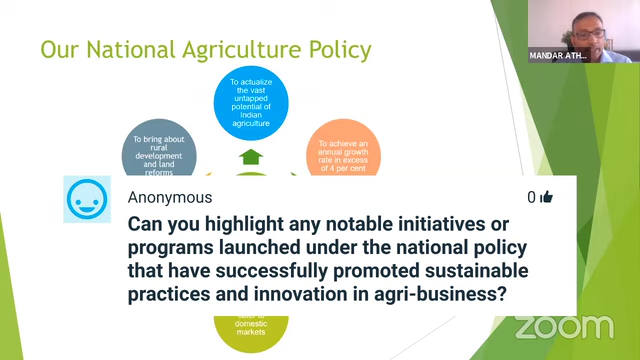 Our National Agriculture Policy
MANDAR ATH...
To actualize
the vast
untapped
potential of
Indian
agriculture
To bring about
rural
development
and land
reforms
To achieve an
annual growth
rate in excess
of 4 per cent
Anonymous
0
Can you highlight any notable initiatives or
programs launched under the national policy
that have successfully promoted sustainable
practices and innovation in agri-business?
domestic
markets
zoom